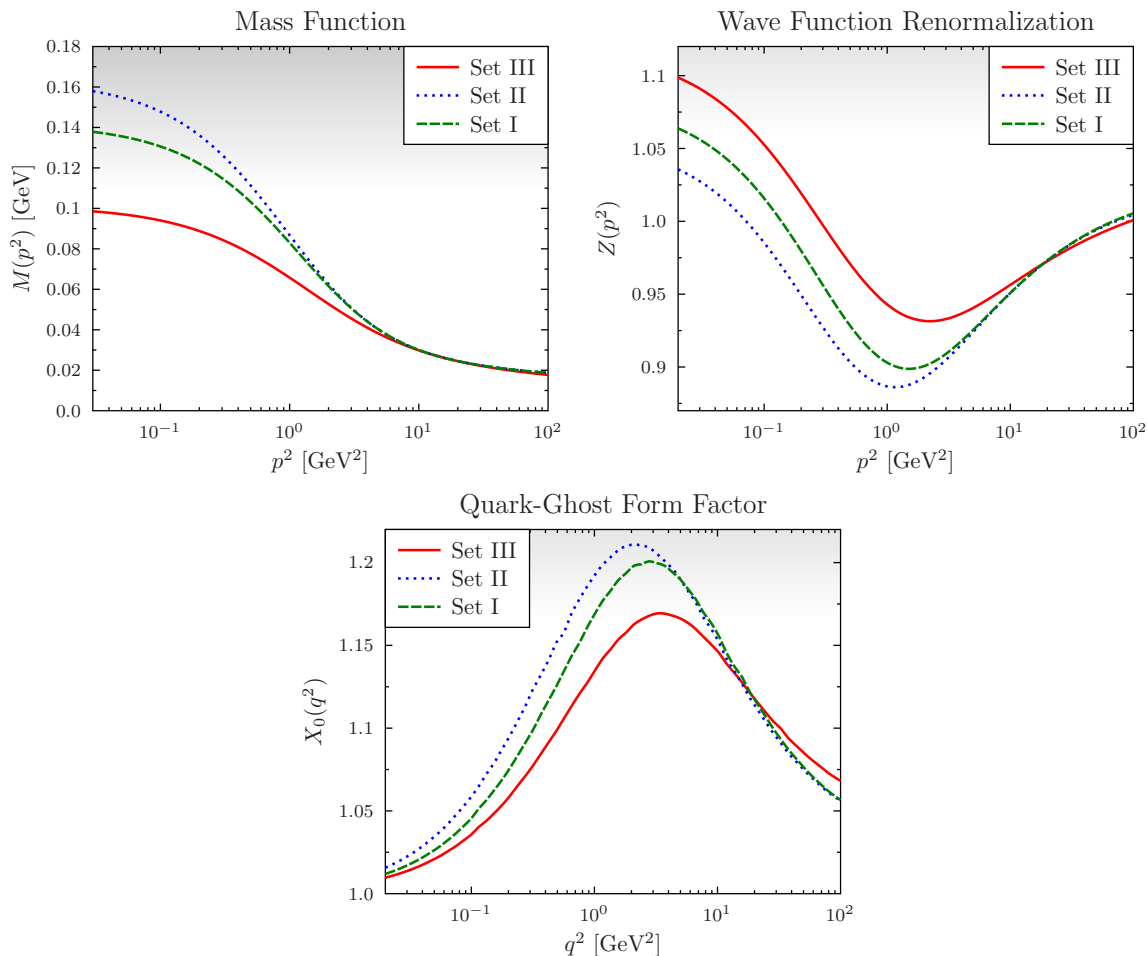 Mass Function
M(p²) [GeV]
0.18
0.16
0.14
0.12
0.1
0.08
0.06
0.04
0.02
0.0
Set III
Set II
Set I
10⁻¹ 10⁰ 10¹ 10²
p² [GeV²]
Wave Function Renormalization
Z(p²)
1.1
1.05
1.0
0.95
0.9
Set III
Set II
Set I
10⁻¹ 10⁰ 10¹ 10²
p² [GeV²]
Quark-Ghost Form Factor
X₀(q²)
1.2
1.15
1.1
1.05
1.0
Set III
Set II
Set I
10⁻¹ 10⁰ 10¹ 10²
q² [GeV²]